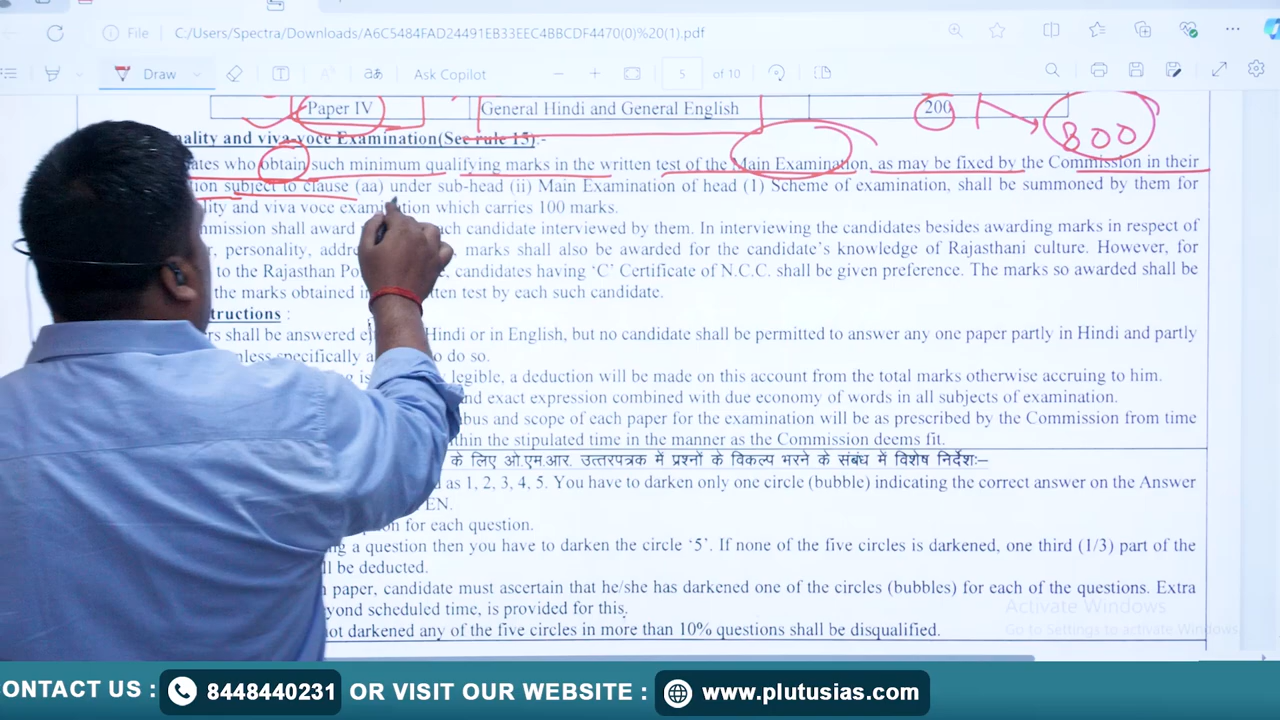 File C:/Users/Spectra/Downloads/A6C5484FAD24491EB33EEC4BBCDF4470(0)%20(1).pdf
Draw Ask Copilot 5 of 10
Paper IV General Hindi and General English 200 800
nality and viva-voce Examination(See rule 15).-
ates who obtain such minimum qualifying marks in the written test of the Main Examination, as may be fixed by the Commission in their
tion subject to clause (aa) under sub-head (ii) Main Examination of head (1) Scheme of examination, shall be summoned by them for
lity and viva voce examination which carries 100 marks.
mmission shall award ch candidate interviewed by them. In interviewing the candidates besides awarding marks in respect of
r, personality, addre marks shall also be awarded for the candidate's knowledge of Rajasthani culture. However, for
to the Rajasthan Po , candidates having 'C' Certificate of N.C.C. shall be given preference. The marks so awarded shall be
the marks obtained in tten test by each such candidate.
structions :
rs shall be answered e Hindi or in English, but no candidate shall be permitted to answer any one paper partly in Hindi and partly
nless specifically a o do so.
g is legible, a deduction will be made on this account from the total marks otherwise accruing to him.
nd exact expression combined with due economy of words in all subjects of examination.
bus and scope of each paper for the examination will be as prescribed by the Commission from time
thin the stipulated time in the manner as the Commission deems fit.
के लिए ओ.एम.आर. उत्तरपत्रक में प्रश्नों के विकल्प भरने के संबंध में विशेष निर्देश:–
as 1, 2, 3, 4, 5. You have to darken only one circle (bubble) indicating the correct answer on the Answer
EN.
on for each question.
ng a question then you have to darken the circle '5'. If none of the five circles is darkened, one third (1/3) part of the
ll be deducted.
n paper, candidate must ascertain that he/she has darkened one of the circles (bubbles) for each of the questions. Extra
yond scheduled time, is provided for this.
not darkened any of the five circles in more than 10% questions shall be disqualified.
Activate Windows
Go to Settings to activate Windows.
ONTACT US : 8448440231 OR VISIT OUR WEBSITE : www.plutusias.com